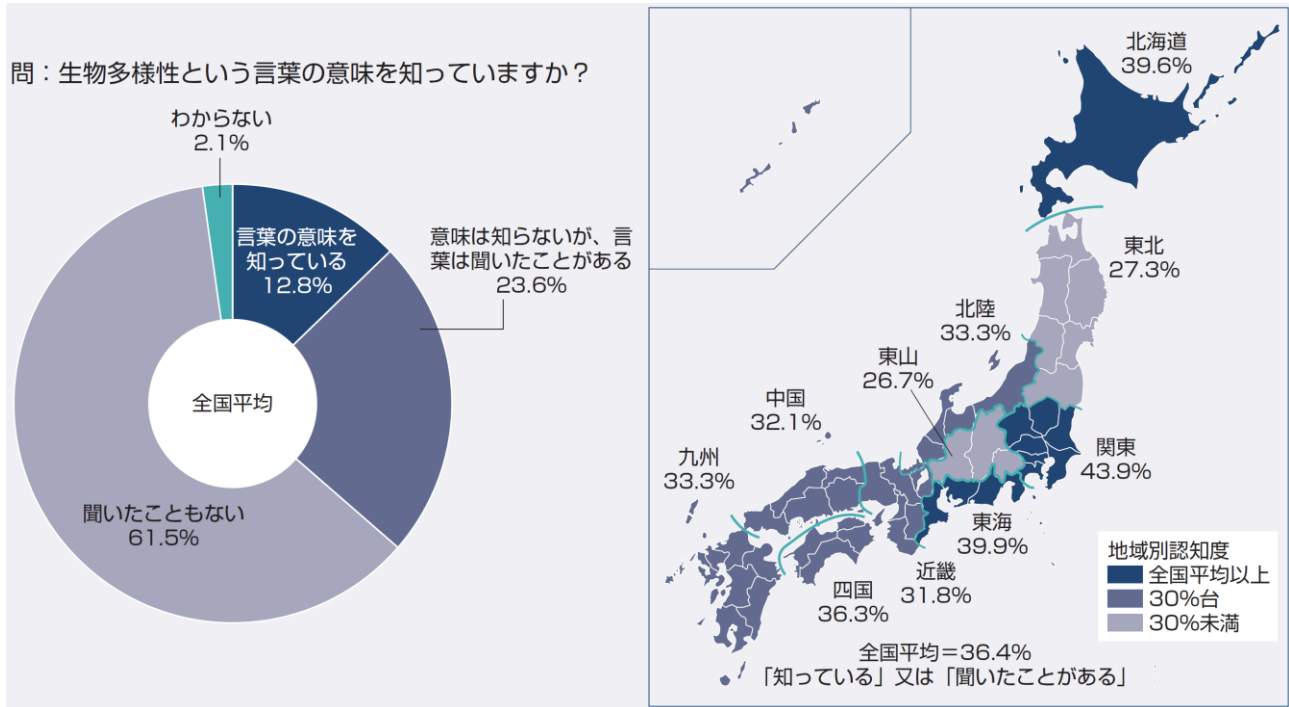 問：生物多様性という言葉の意味を知っていますか？
わからない
2.1%
言葉の意味を
知っている
12.8%
意味は知らないが、言
葉は聞いたことがある
23.6%
全国平均
聞いたこともない
61.5%
北海道
39.6%
東北
27.3%
北陸
33.3%
東山
26.7%
中国
32.1%
九州
33.3%
関東
43.9%
東海
39.9%
近畿
31.8%
四国
36.3%
地域別認知度
全国平均以上
30%台
30%未満
全国平均＝36.4%
「知っている」又は「聞いたことがある」